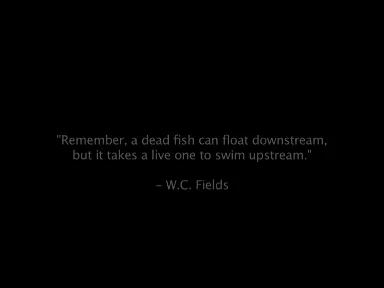 "Remember, a dead fish can float downstream,
but it takes a live one to swim upstream."
– W.C. Fields